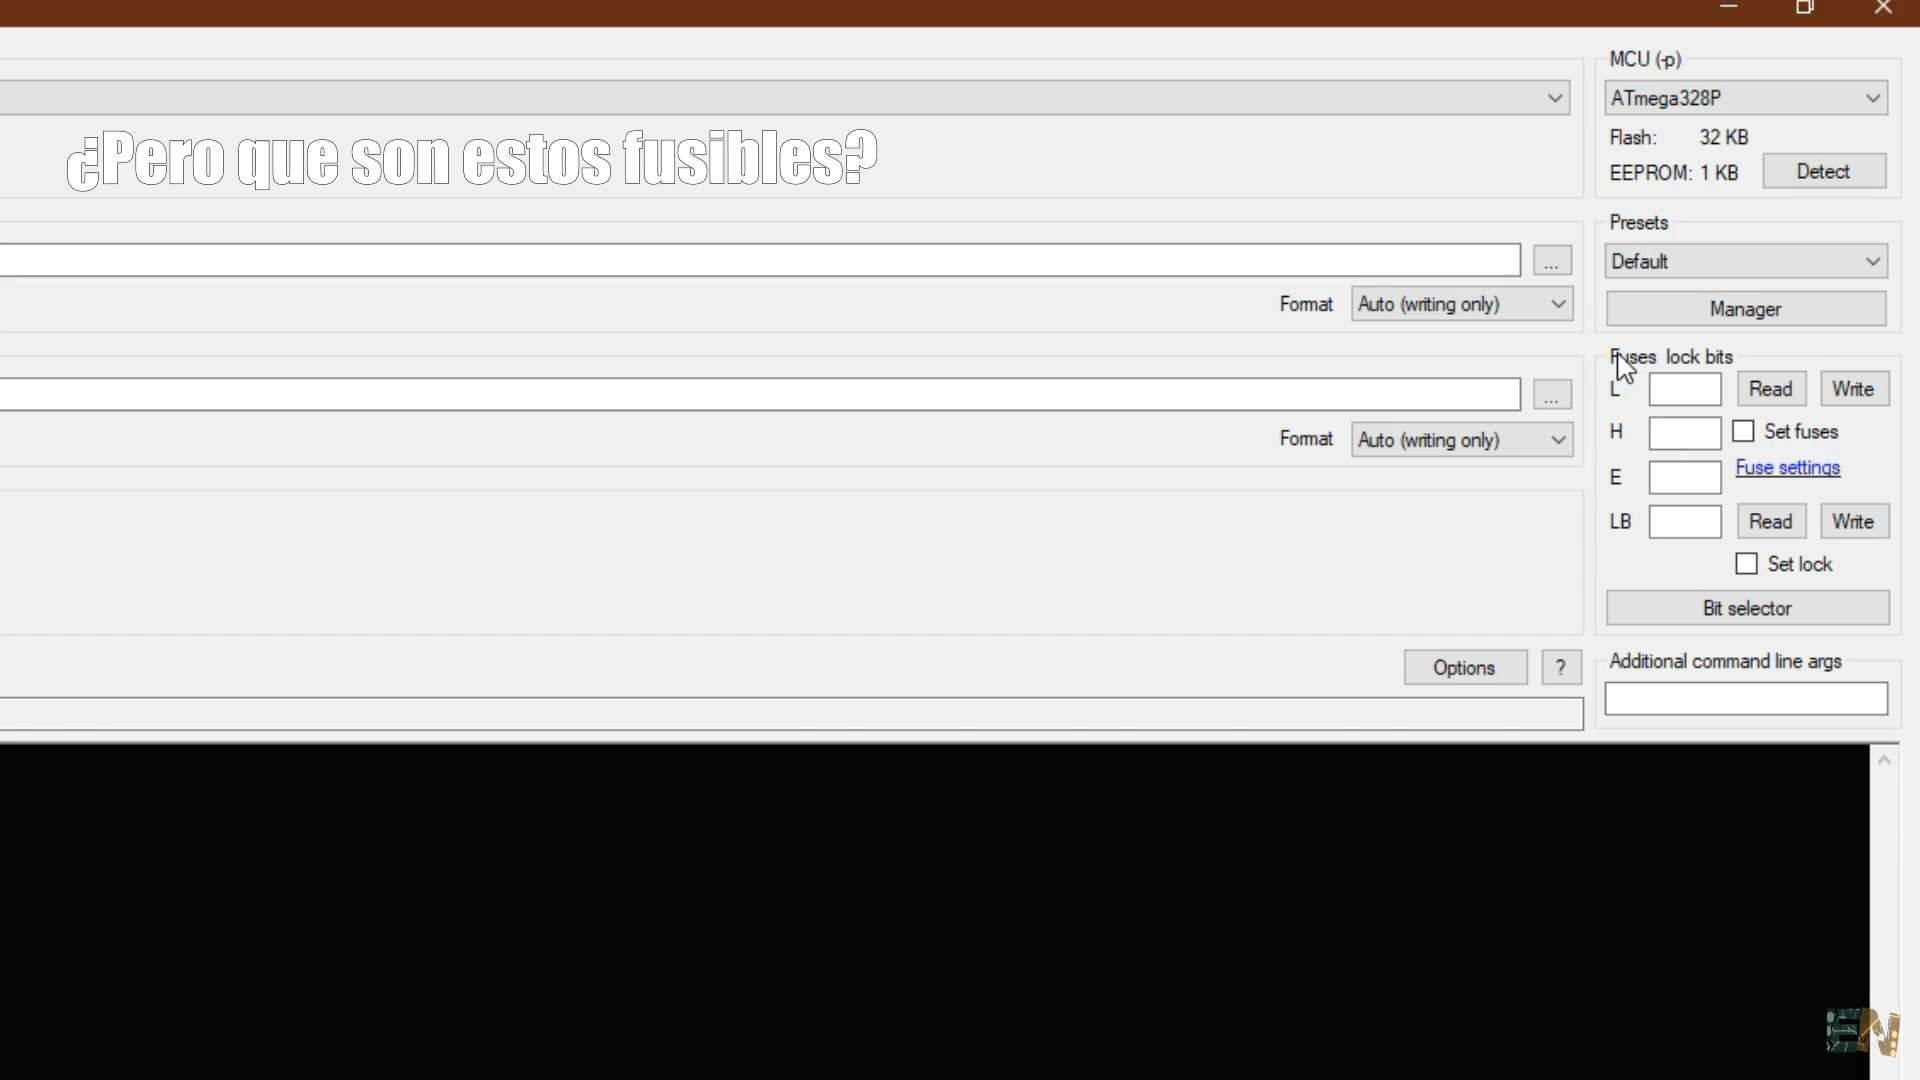 MCU (-p)
ATmega328P
¿Pero que son estos fusibles?
Flash: 32 KB
EEPROM: 1 KB
Detect
Presets
...
Default
Format
Auto (writing only)
Manager
Fuses lock bits
L
Read
Write
...
H
Set fuses
Format
Auto (writing only)
E
Fuse settings
LB
Read
Write
Set lock
Bit selector
Options
?
Additional command line args
EN